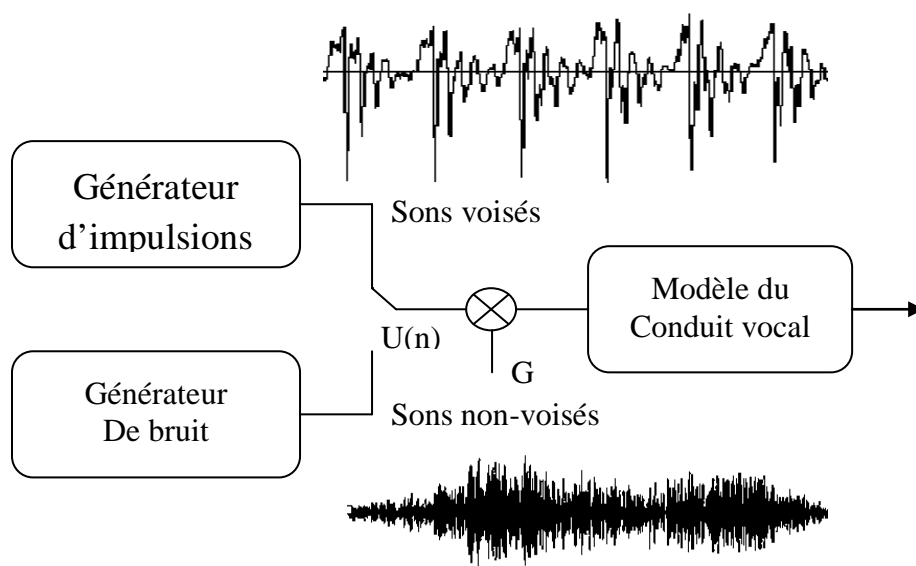 Générateur
d'impulsions
Sons voisés
Modèle du
Conduit vocal
U(n)
G
Générateur
De bruit
Sons non-voisés